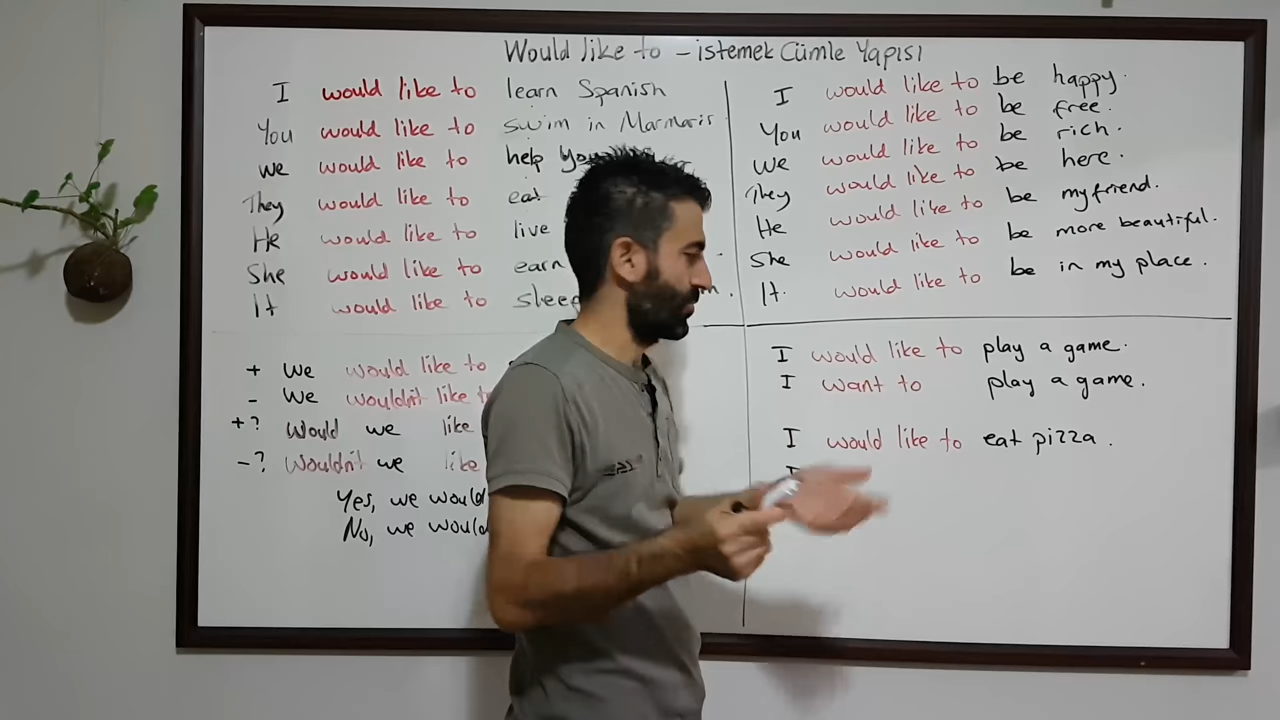 Would like to – istemek Cümle Yapısı
I would like to learn Spanish
You would like to swim in Marmaris
we would like to help you
They would like to eat
He would like to live
She would like to earn
It would like to sleep
I would like to be happy.
You would like to be free.
We would like to be rich.
They would like to be here.
He would like to be my friend.
She would like to be more beautiful.
It. would like to be in my place.
+ we would like to
- we wouldn't like to
+? would we like
-? wouldn't we like
Yes, we would
No, we would
I would like to play a game.
I want to play a game.
I would like to eat pizza.
I